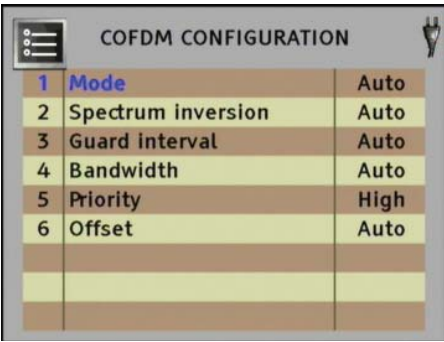 COFDM CONFIGURATION
1 Mode Auto
2 Spectrum inversion Auto
3 Guard interval Auto
4 Bandwidth Auto
5 Priority High
6 Offset Auto